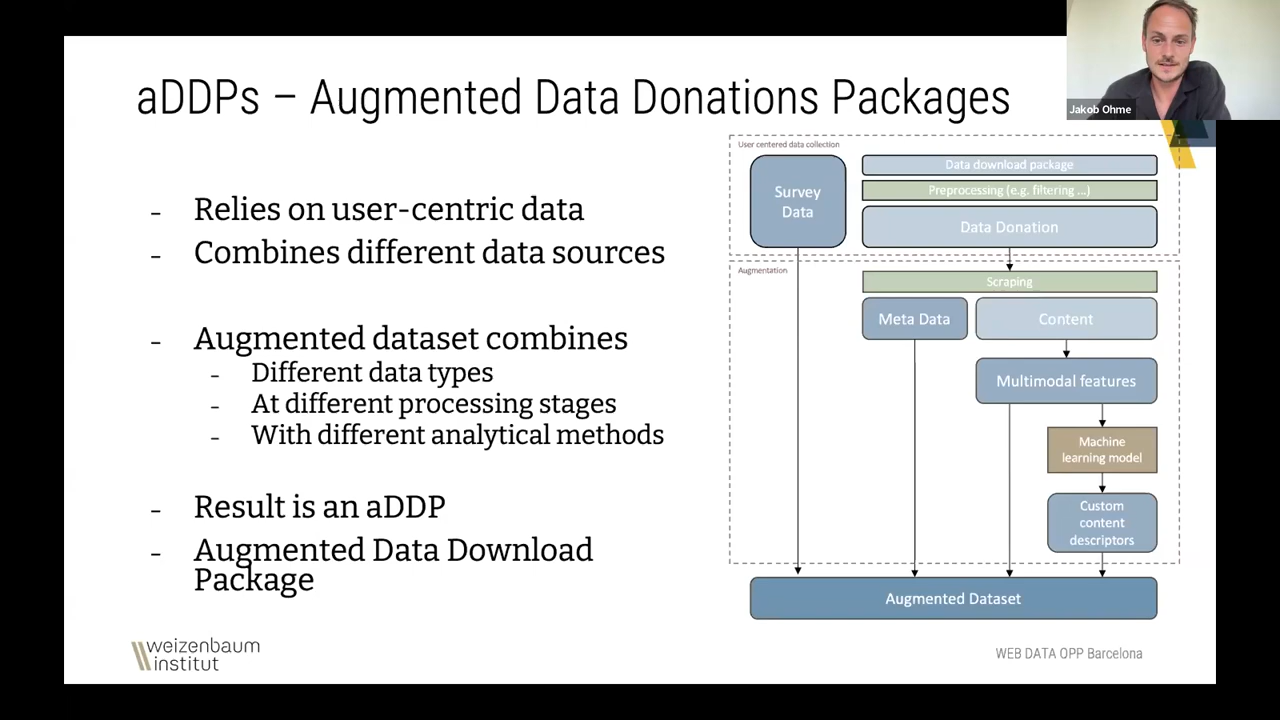 aDDPs – Augmented Data Donations Packages
Jakob Ohme
- Relies on user-centric data
- Combines different data sources
- Augmented dataset combines
- Different data types
- At different processing stages
- With different analytical methods
- Result is an aDDP
- Augmented Data Download
Package
User centered data collection
Survey
Data
Data download package
Preprocessing (e.g. filtering ...)
Data Donation
Augmentation
Scraping
Meta Data
Content
Multimodal features
Machine
learning model
Custom
content
descriptors
Augmented Dataset
weizenbaum
institut
WEB DATA OPP Barcelona